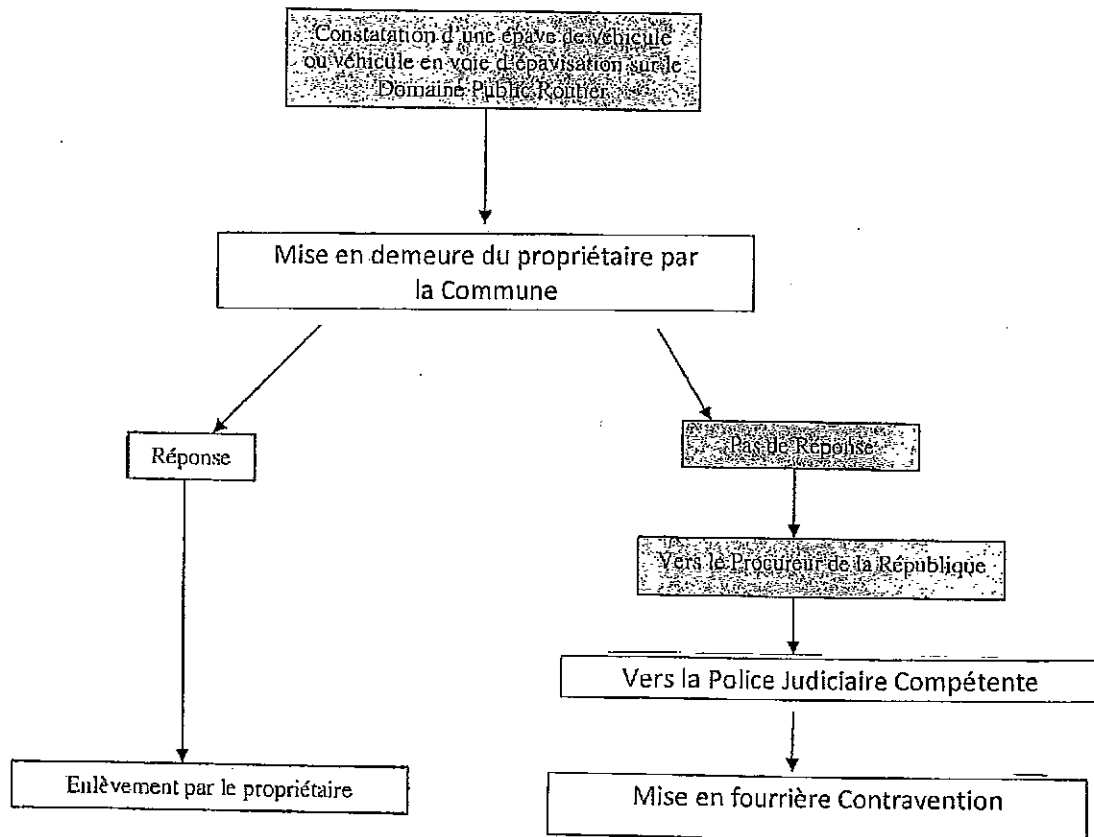 Constatation d'une épave de véhicule
ou véhicule en voie d'épavisation sur le
Domaine Public Routier
Mise en demeure du propriétaire par
la Commune
Réponse
Pas de Réponse
Vers le Procureur de la République
Vers la Police Judiciaire Compétente
Enlèvement par le propriétaire
Mise en fourrière Contravention